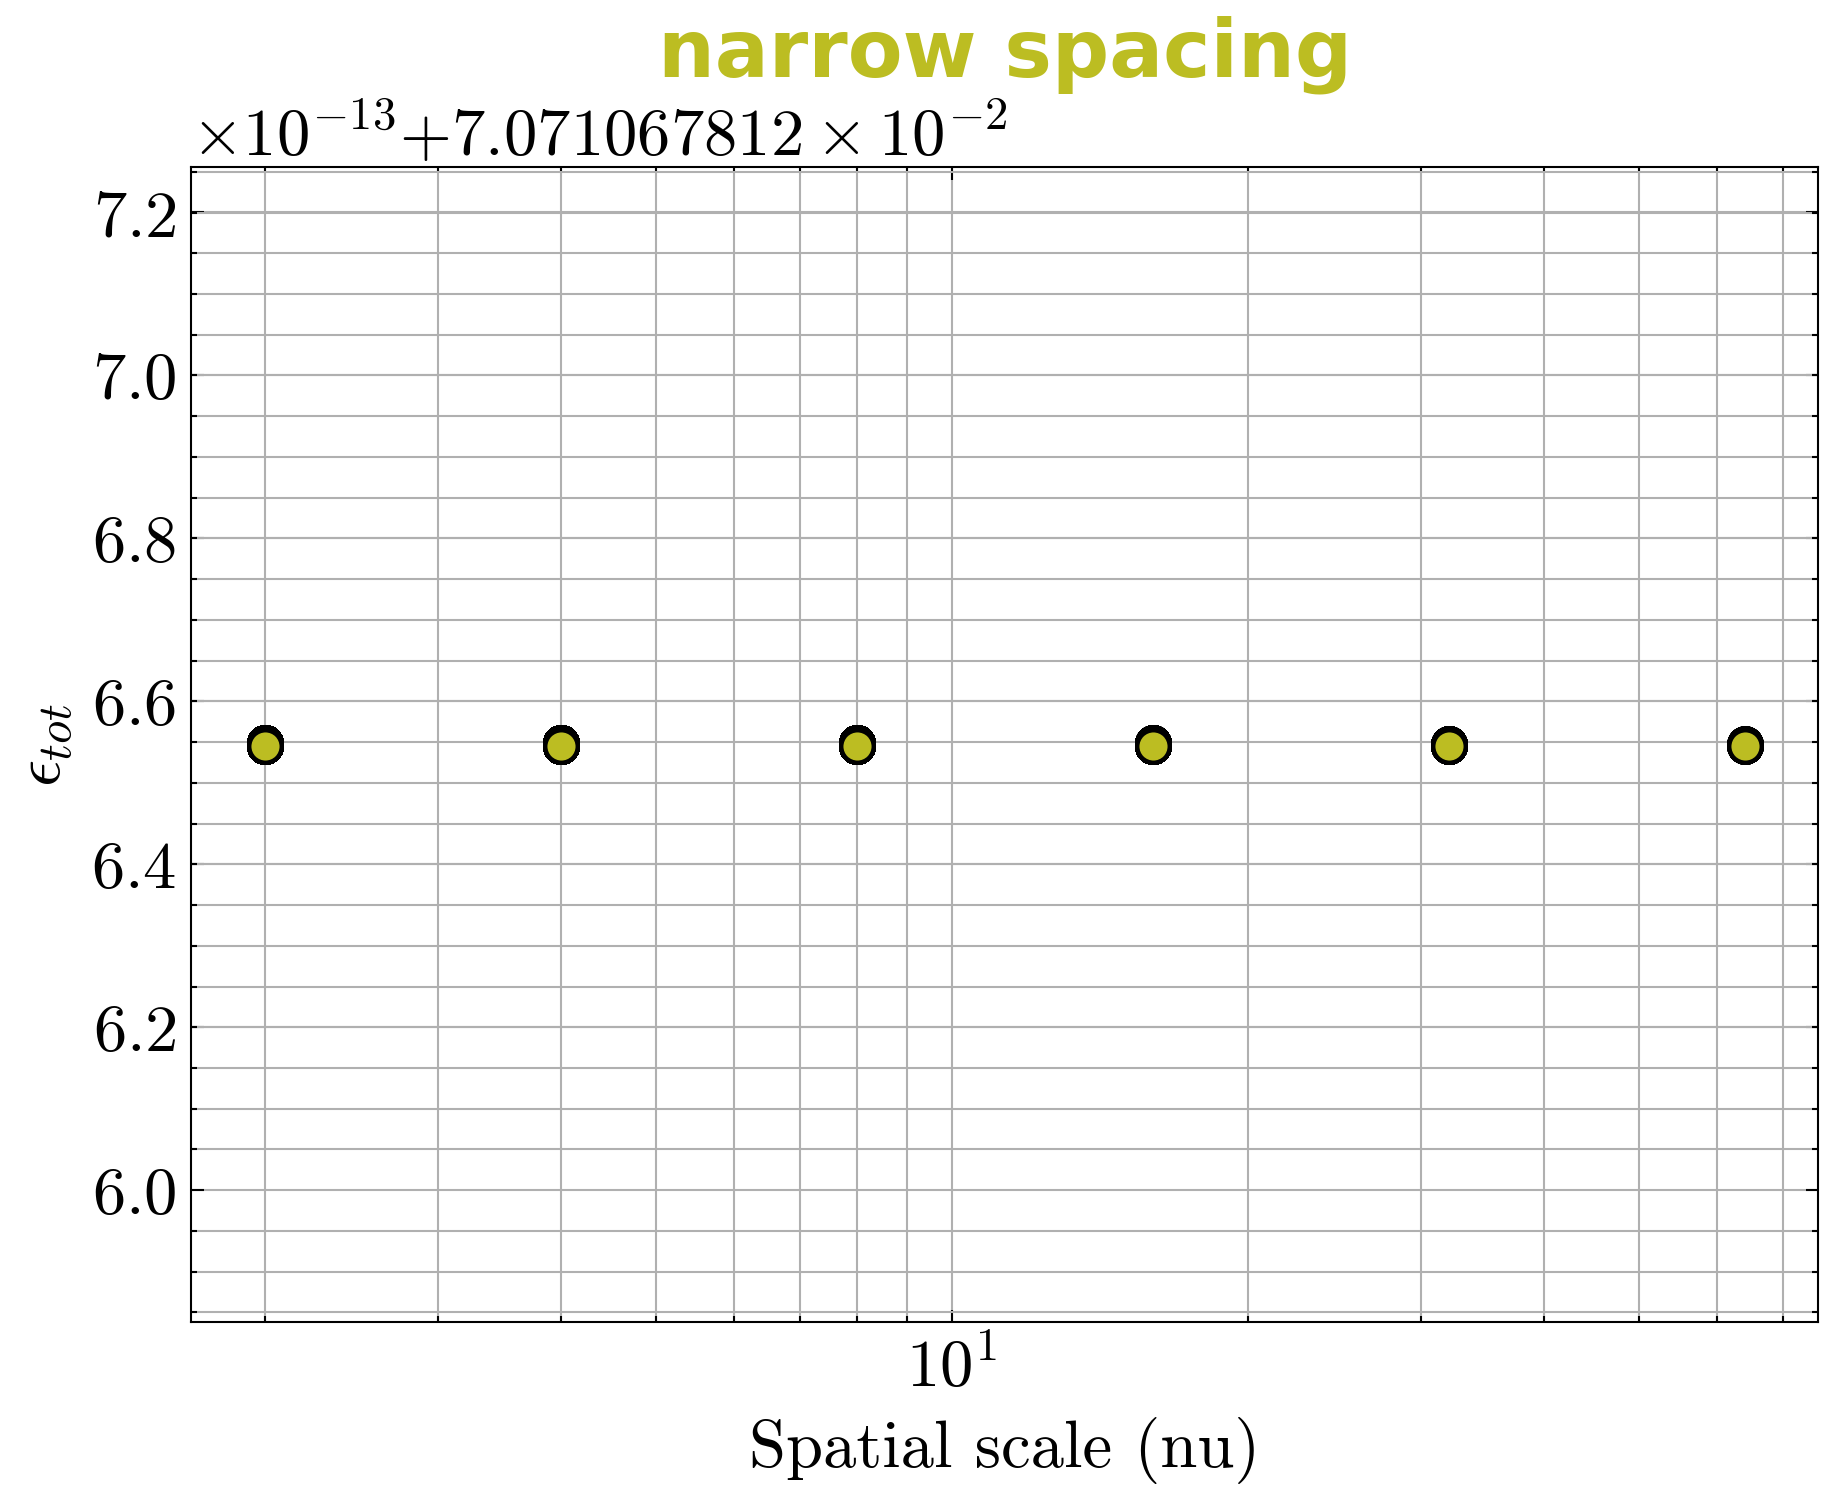 narrow spacing
×10⁻¹³+7.071067812 × 10⁻²
7.2
7.0
6.8
6.6
6.4
6.2
6.0
ϵₜₒₜ
10¹
Spatial scale (nu)